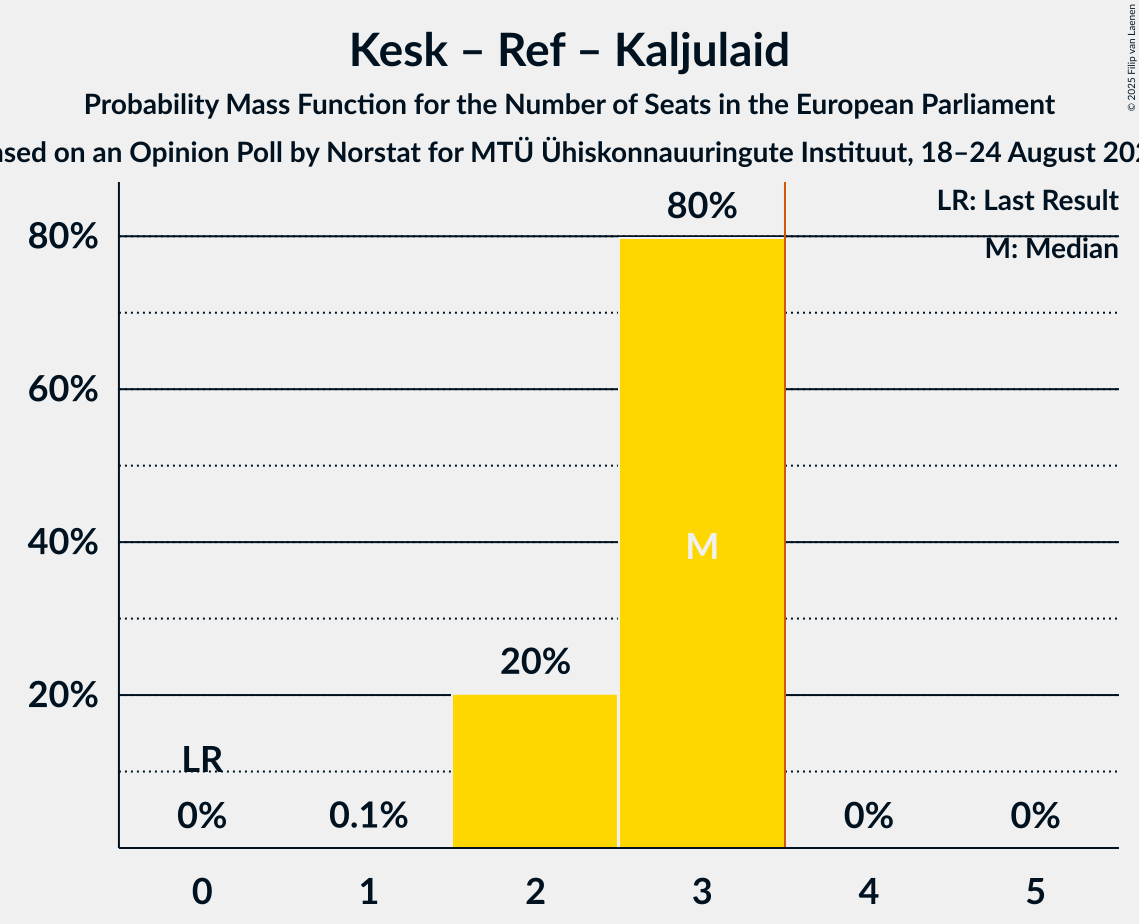 Kesk – Ref – Kaljulaid
Probability Mass Function for the Number of Seats in the European Parliament
on an Opinion Poll by Norstat for MTÜ Ühiskonnauuringute Instituut, 18–24 August
© 2025 Filip van Laenen
LR: Last Result
M: Median
80%
60%
40%
20%
LR
0%
0.1%
20%
80%
M
0%
0%
0
1
2
3
4
5